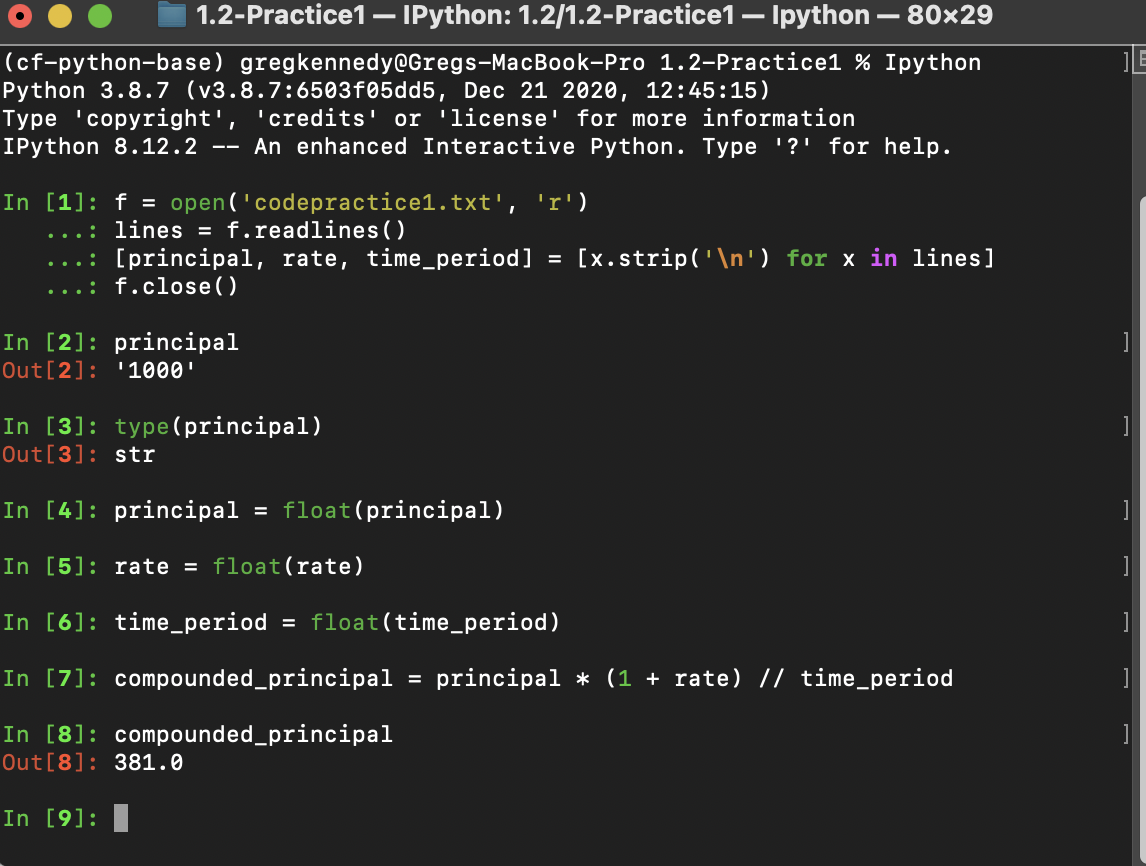 1.2-Practice1 — IPython: 1.2/1.2-Practice1 — Ipython — 80×29
(cf-python-base) gregkennedy@Gregs-MacBook-Pro 1.2-Practice1 % Ipython
Python 3.8.7 (v3.8.7:6503f05dd5, Dec 21 2020, 12:45:15)
Type 'copyright', 'credits' or 'license' for more information
IPython 8.12.2 -- An enhanced Interactive Python. Type '?' for help.
In [1]: f = open('codepractice1.txt', 'r')
...: lines = f.readlines()
...: [principal, rate, time_period] = [x.strip('\n') for x in lines]
...: f.close()
In [2]: principal
Out[2]: '1000'
In [3]: type(principal)
Out[3]: str
In [4]: principal = float(principal)
In [5]: rate = float(rate)
In [6]: time_period = float(time_period)
In [7]: compounded_principal = principal * (1 + rate) // time_period
In [8]: compounded_principal
Out[8]: 381.0
In [9]: